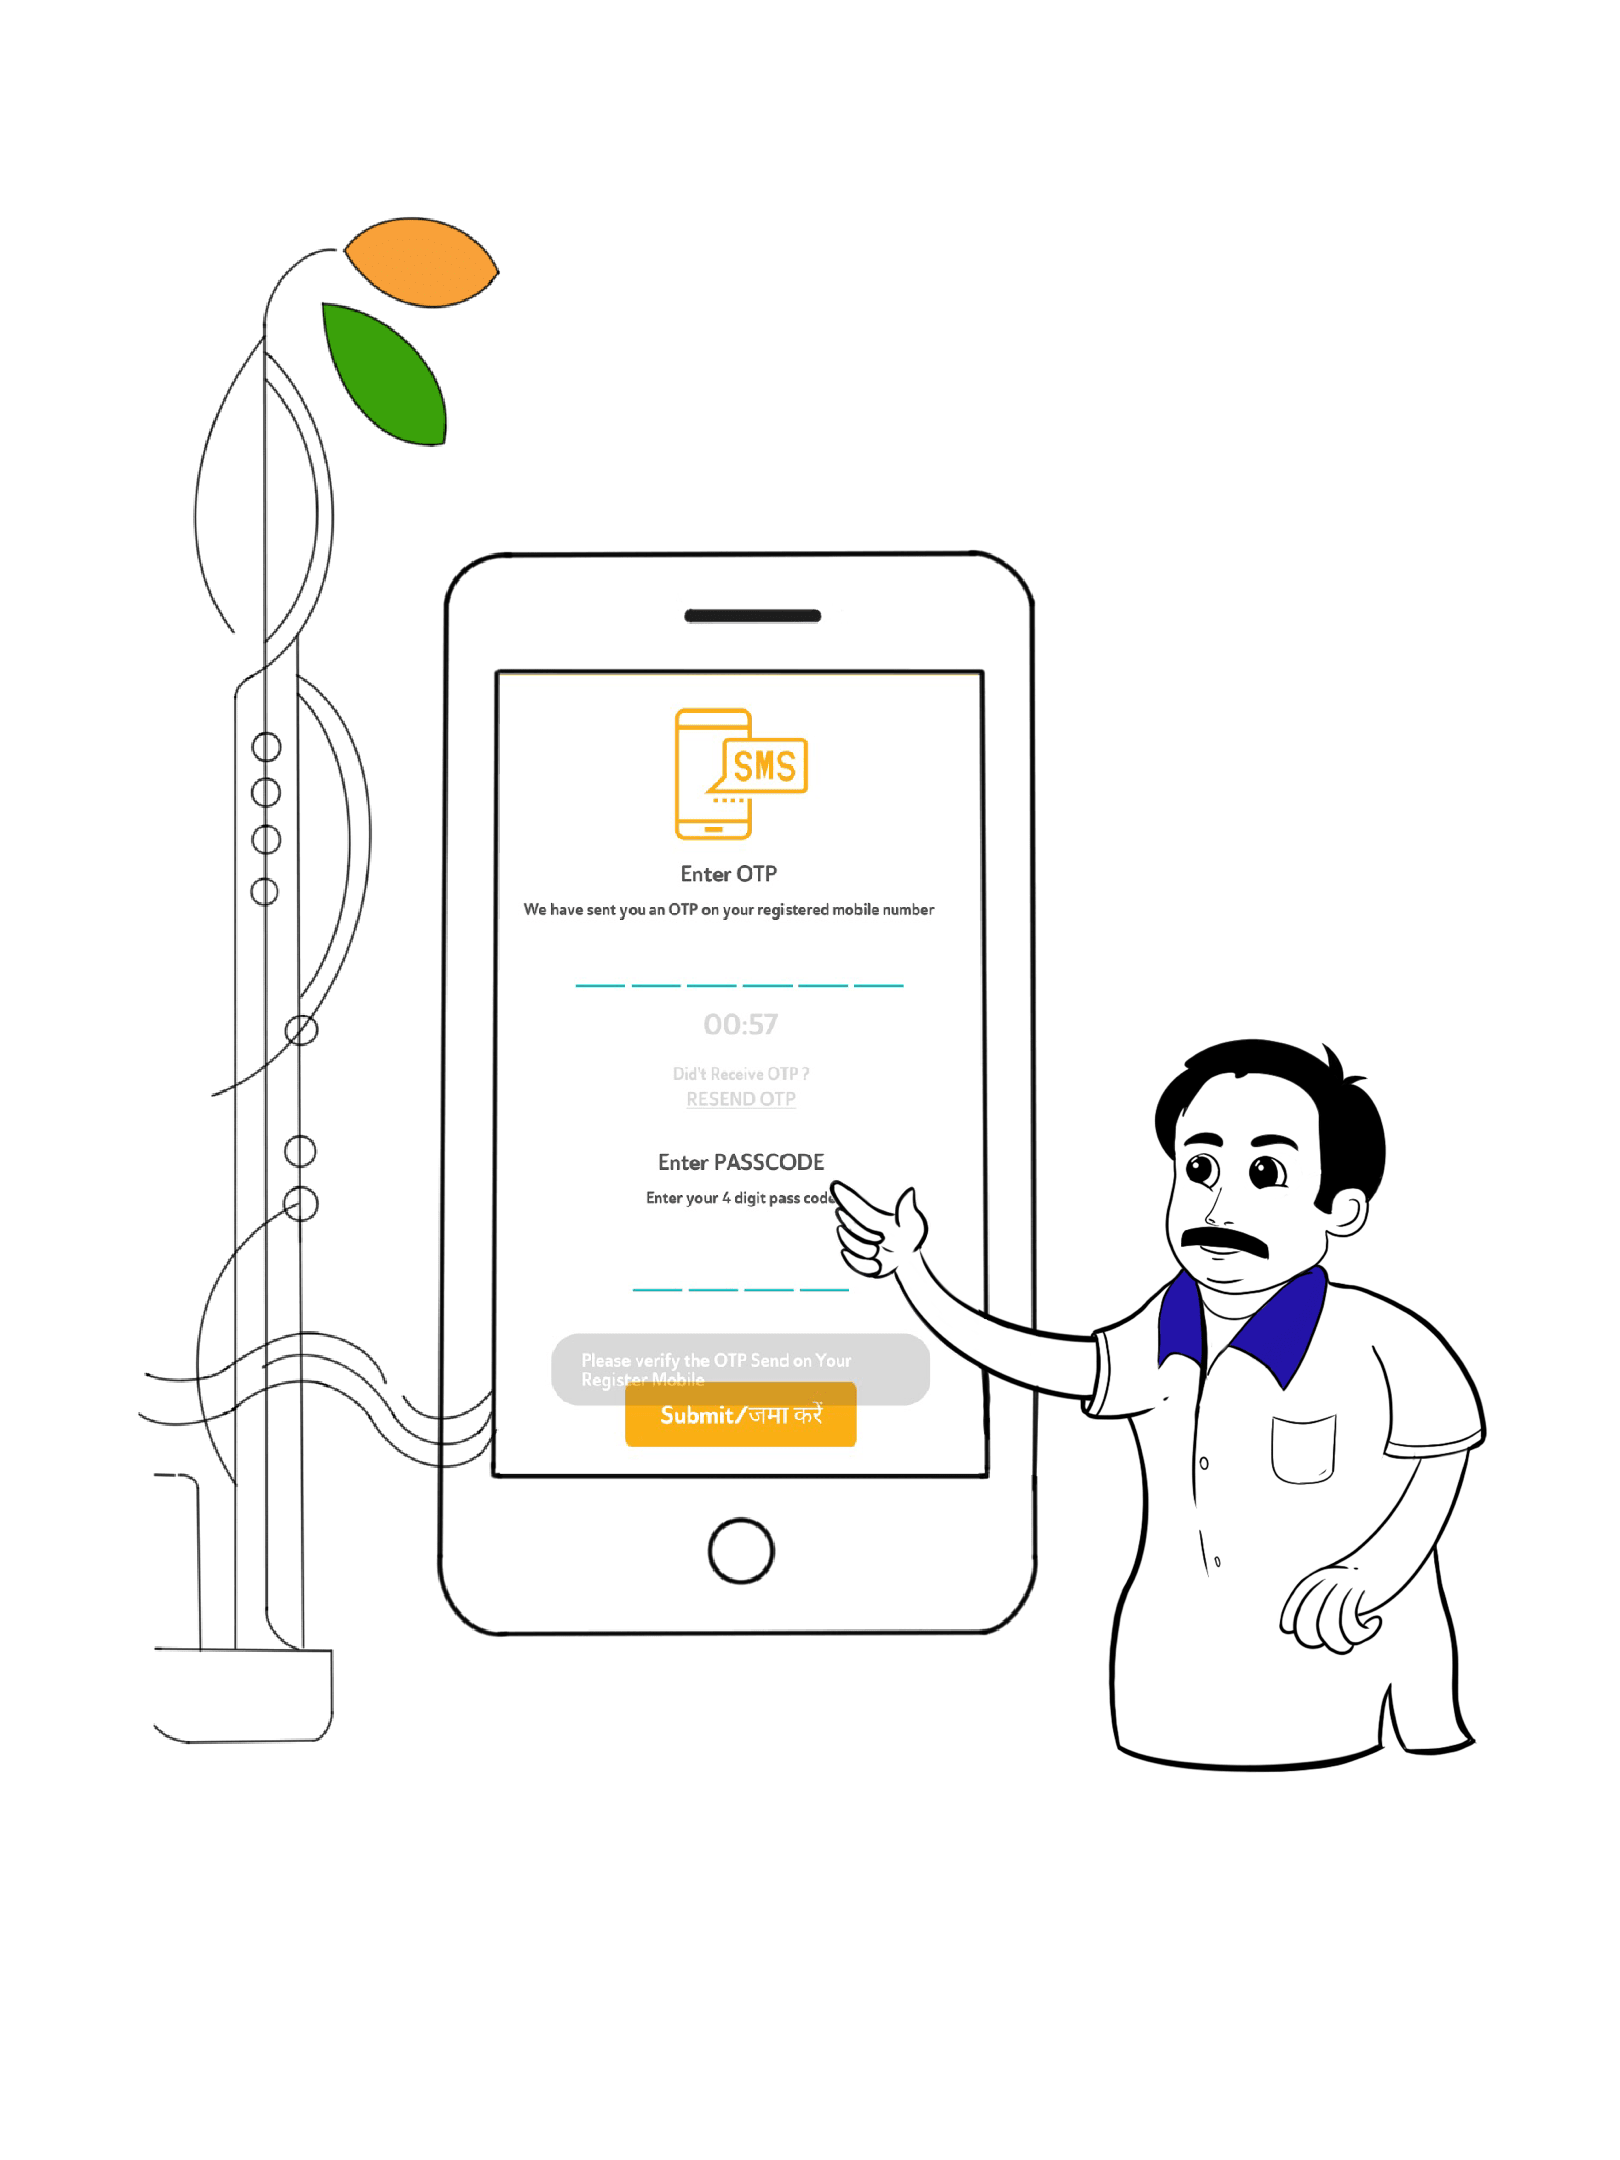 SMS
Enter OTP
We have sent you an OTP on your registered mobile number
00:57
Did't Receive OTP ?
RESEND OTP
Enter PASSCODE
Enter your 4 digit pass code
Please verify the OTP Send on Your
Register Mobile
Submit/जमा करें